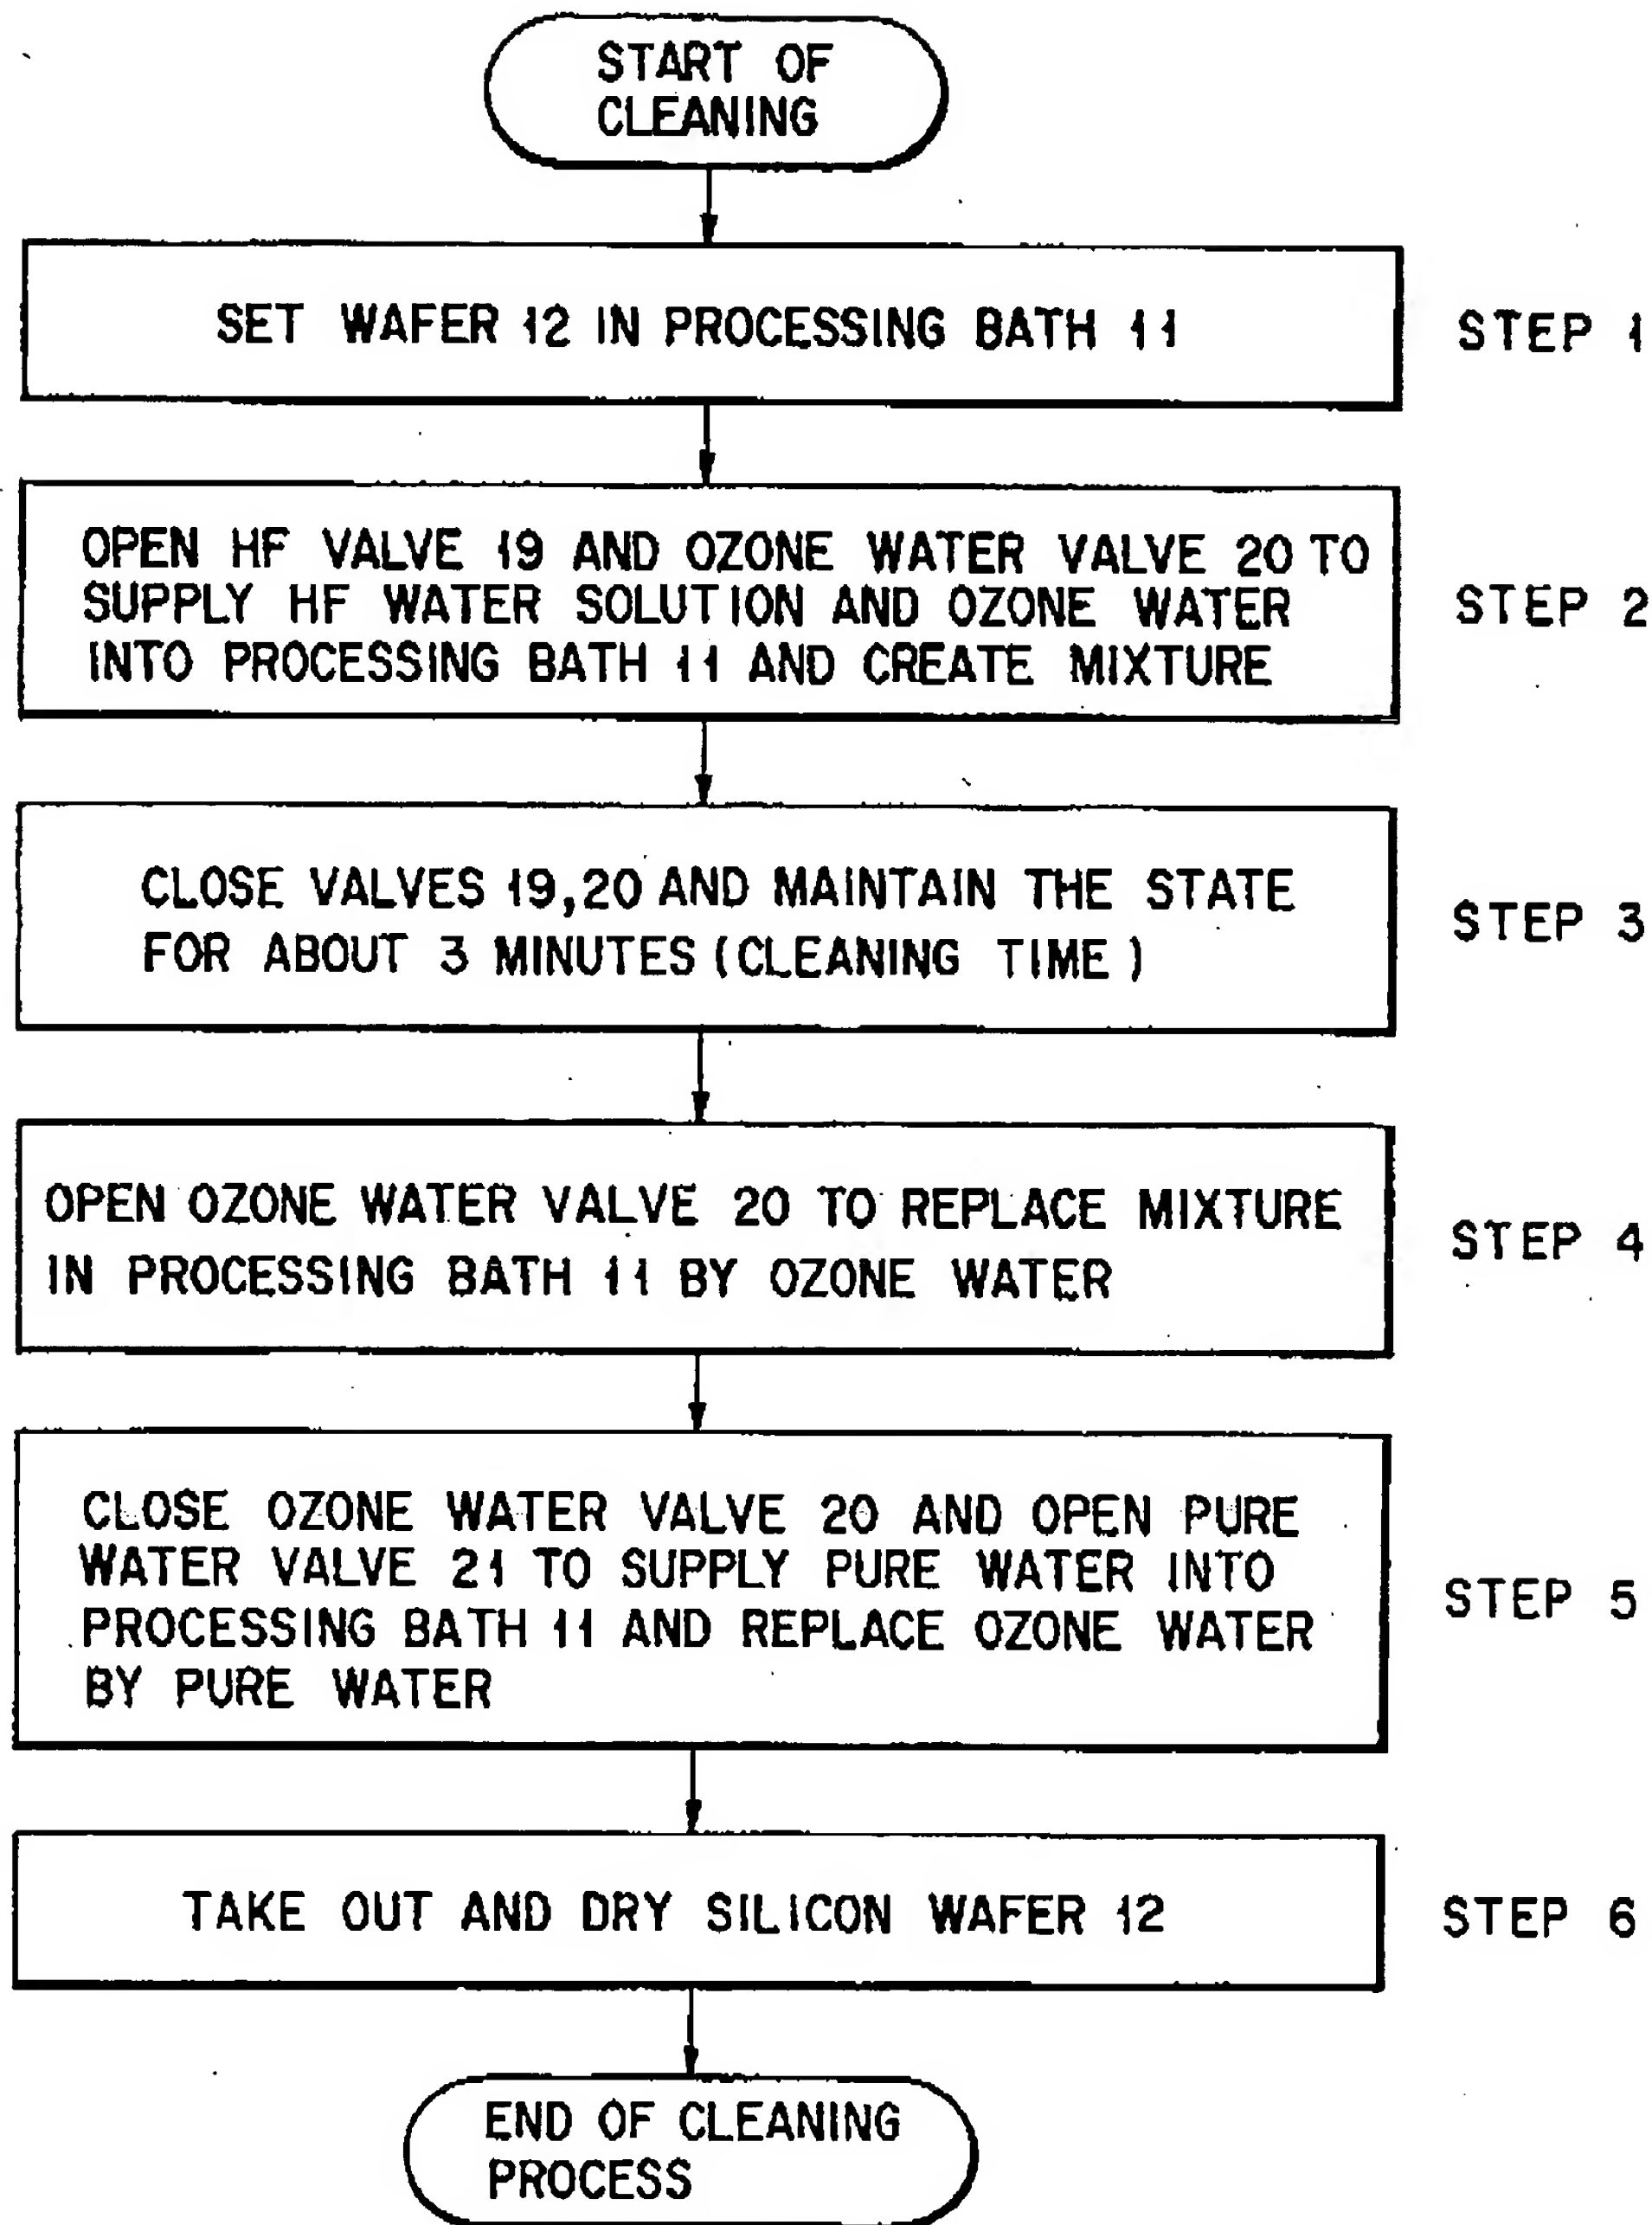 START OF
CLEANING
SET WAFER 12 IN PROCESSING BATH 11
STEP 1
OPEN HF VALVE 19 AND OZONE WATER VALVE 20 TO
SUPPLY HF WATER SOLUTION AND OZONE WATER
INTO PROCESSING BATH 11 AND CREATE MIXTURE
STEP 2
CLOSE VALVES 19,20 AND MAINTAIN THE STATE
FOR ABOUT 3 MINUTES (CLEANING TIME)
STEP 3
OPEN OZONE WATER VALVE 20 TO REPLACE MIXTURE
IN PROCESSING BATH 11 BY OZONE WATER
STEP 4
CLOSE OZONE WATER VALVE 20 AND OPEN PURE
WATER VALVE 21 TO SUPPLY PURE WATER INTO
PROCESSING BATH 11 AND REPLACE OZONE WATER
BY PURE WATER
STEP 5
TAKE OUT AND DRY SILICON WAFER 12
STEP 6
END OF CLEANING
PROCESS